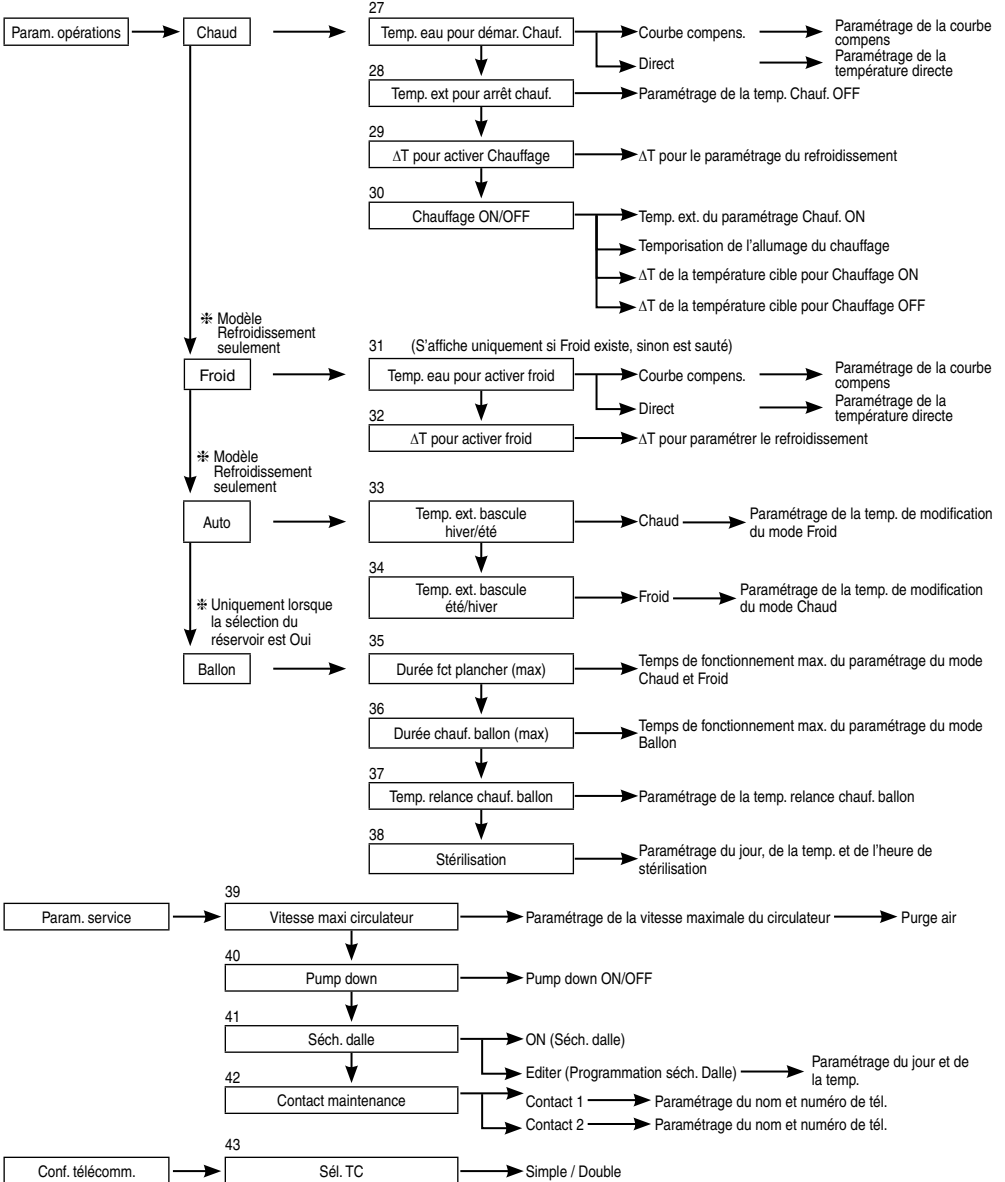 27
Param. opérations
Chaud
Temp. eau pour démar. Chauf.
Courbe compens.
Paramétrage de la courbe
compens
Direct
Paramétrage de la
température directe
28
Temp. ext pour arrêt chauf.
Paramétrage de la temp. Chauf. OFF
29
ΔT pour activer Chauffage
ΔT pour le paramétrage du refroidissement
30
Chauffage ON/OFF
Temp. ext. du paramétrage Chauf. ON
Temporisation de l'allumage du chauffage
ΔT de la température cible pour Chauffage ON
ΔT de la température cible pour Chauffage OFF
❉ Modèle
Refroidissement
seulement
31 (S'affiche uniquement si Froid existe, sinon est sauté)
Froid
Temp. eau pour activer froid
Courbe compens.
Paramétrage de la courbe
compens
Direct
Paramétrage de la
température directe
32
ΔT pour activer froid
ΔT pour paramétrer le refroidissement
❉ Modèle
Refroidissement
seulement
33
Auto
Temp. ext. bascule
hiver/été
Chaud
Paramétrage de la temp. de modification
du mode Froid
34
Temp. ext. bascule
été/hiver
Froid
Paramétrage de la temp. de modification
du mode Chaud
❉ Uniquement lorsque
la sélection du
réservoir est Oui
35
Ballon
Durée fct plancher (max)
Temps de fonctionnement max. du paramétrage du mode
Chaud et Froid
36
Durée chauf. ballon (max)
Temps de fonctionnement max. du paramétrage du mode
Ballon
37
Temp. relance chauf. ballon
Paramétrage de la temp. relance chauf. ballon
38
Stérilisation
Paramétrage du jour, de la temp. et de l'heure de
stérilisation
39
Param. service
Vitesse maxi circulateur
Paramétrage de la vitesse maximale du circulateur
Purge air
40
Pump down
Pump down ON/OFF
41
Séch. dalle
ON (Séch. dalle)
Editer (Programmation séch. Dalle)
Paramétrage du jour et de
la temp.
42
Contact maintenance
Contact 1
Paramétrage du nom et numéro de tél.
Contact 2
Paramétrage du nom et numéro de tél.
43
Conf. télécomm.
Sél. TC
Simple / Double